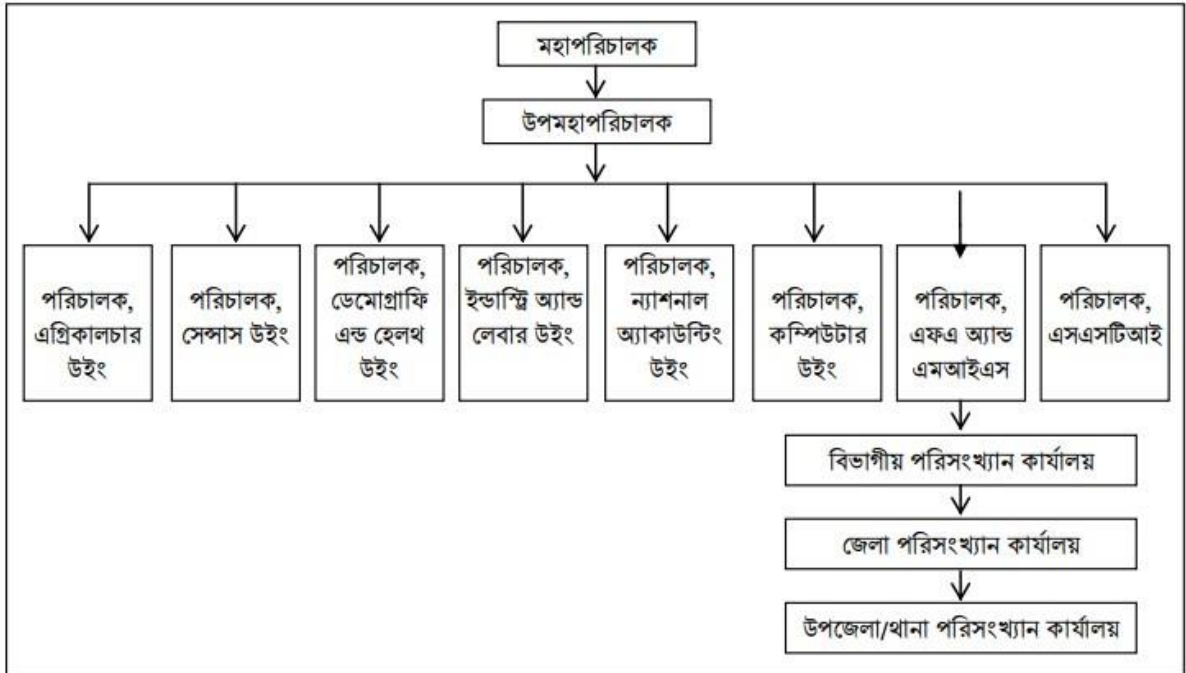 মহাপরিচালক
উপমহাপরিচালক
পরিচালক,
এগ্রিকালচার
উইং
পরিচালক,
সেন্সাস উইং
পরিচালক,
ডেমোগ্রাফি
এন্ড হেলথ
উইং
পরিচালক,
ইন্ডাস্ট্রি অ্যান্ড
লেবার উইং
পরিচালক,
ন্যাশনাল
অ্যাকাউন্টিং
উইং
পরিচালক,
কম্পিউটার
উইং
পরিচালক,
এফএ অ্যান্ড
এমআইএস
পরিচালক,
এসএসটিআই
বিভাগীয় পরিসংখ্যান কার্যালয়
জেলা পরিসংখ্যান কার্যালয়
উপজেলা/থানা পরিসংখ্যান কার্যালয়